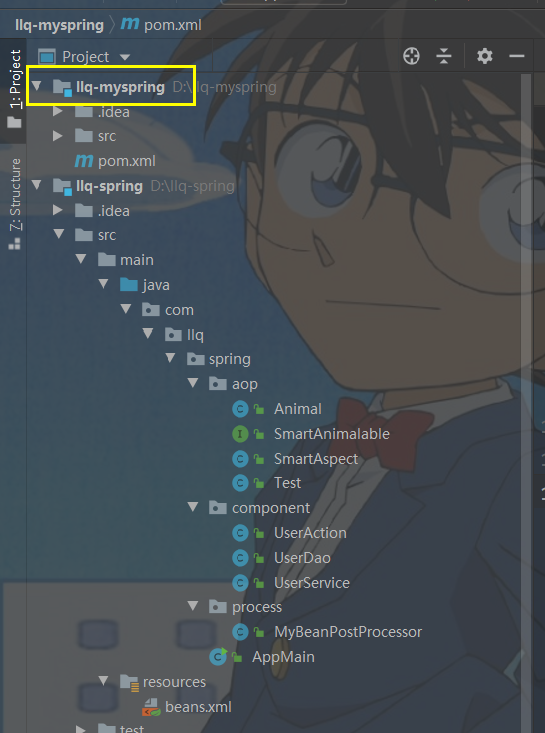 llq-myspring pom.xml
1: Project
Z: Structure
Project
llq-myspring D:\llq-myspring
.idea
src
pom.xml
llq-spring D:\llq-spring
.idea
src
main
java
com
llq
spring
aop
Animal
SmartAnimalable
SmartAspect
Test
component
UserAction
UserDao
UserService
process
MyBeanPostProcessor
AppMain
resources
beans.xml
test